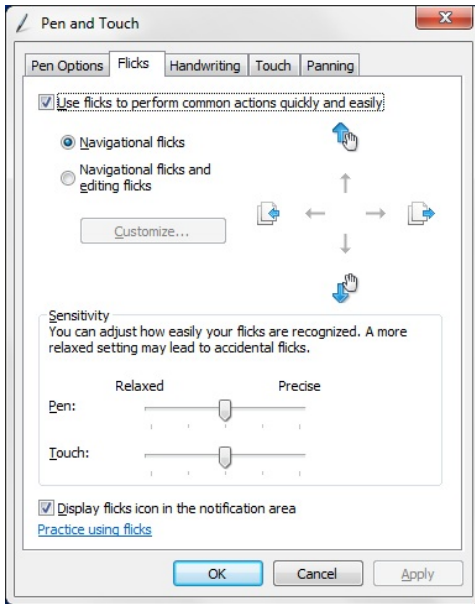 Pen and Touch
Pen Options Flicks Handwriting Touch Panning
Use flicks to perform common actions quickly and easily
Navigational flicks
Navigational flicks and
editing flicks
Customize...
Sensitivity
You can adjust how easily your flicks are recognized. A more
relaxed setting may lead to accidental flicks.
Relaxed Precise
Pen:
Touch:
Display flicks icon in the notification area
Practice using flicks
OK Cancel Apply